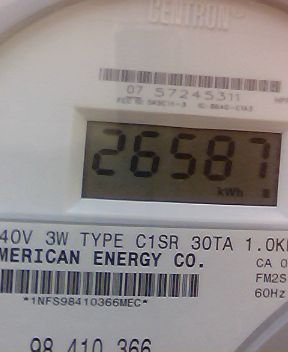 CENTRON®
07 57245311
26587
kWh
40V 3W TYPE C1SR 30TA 1.0K
MERICAN ENERGY CO.
CA 0
FM2S
60Hz
*1NFS98410366MEC*
98 410 366